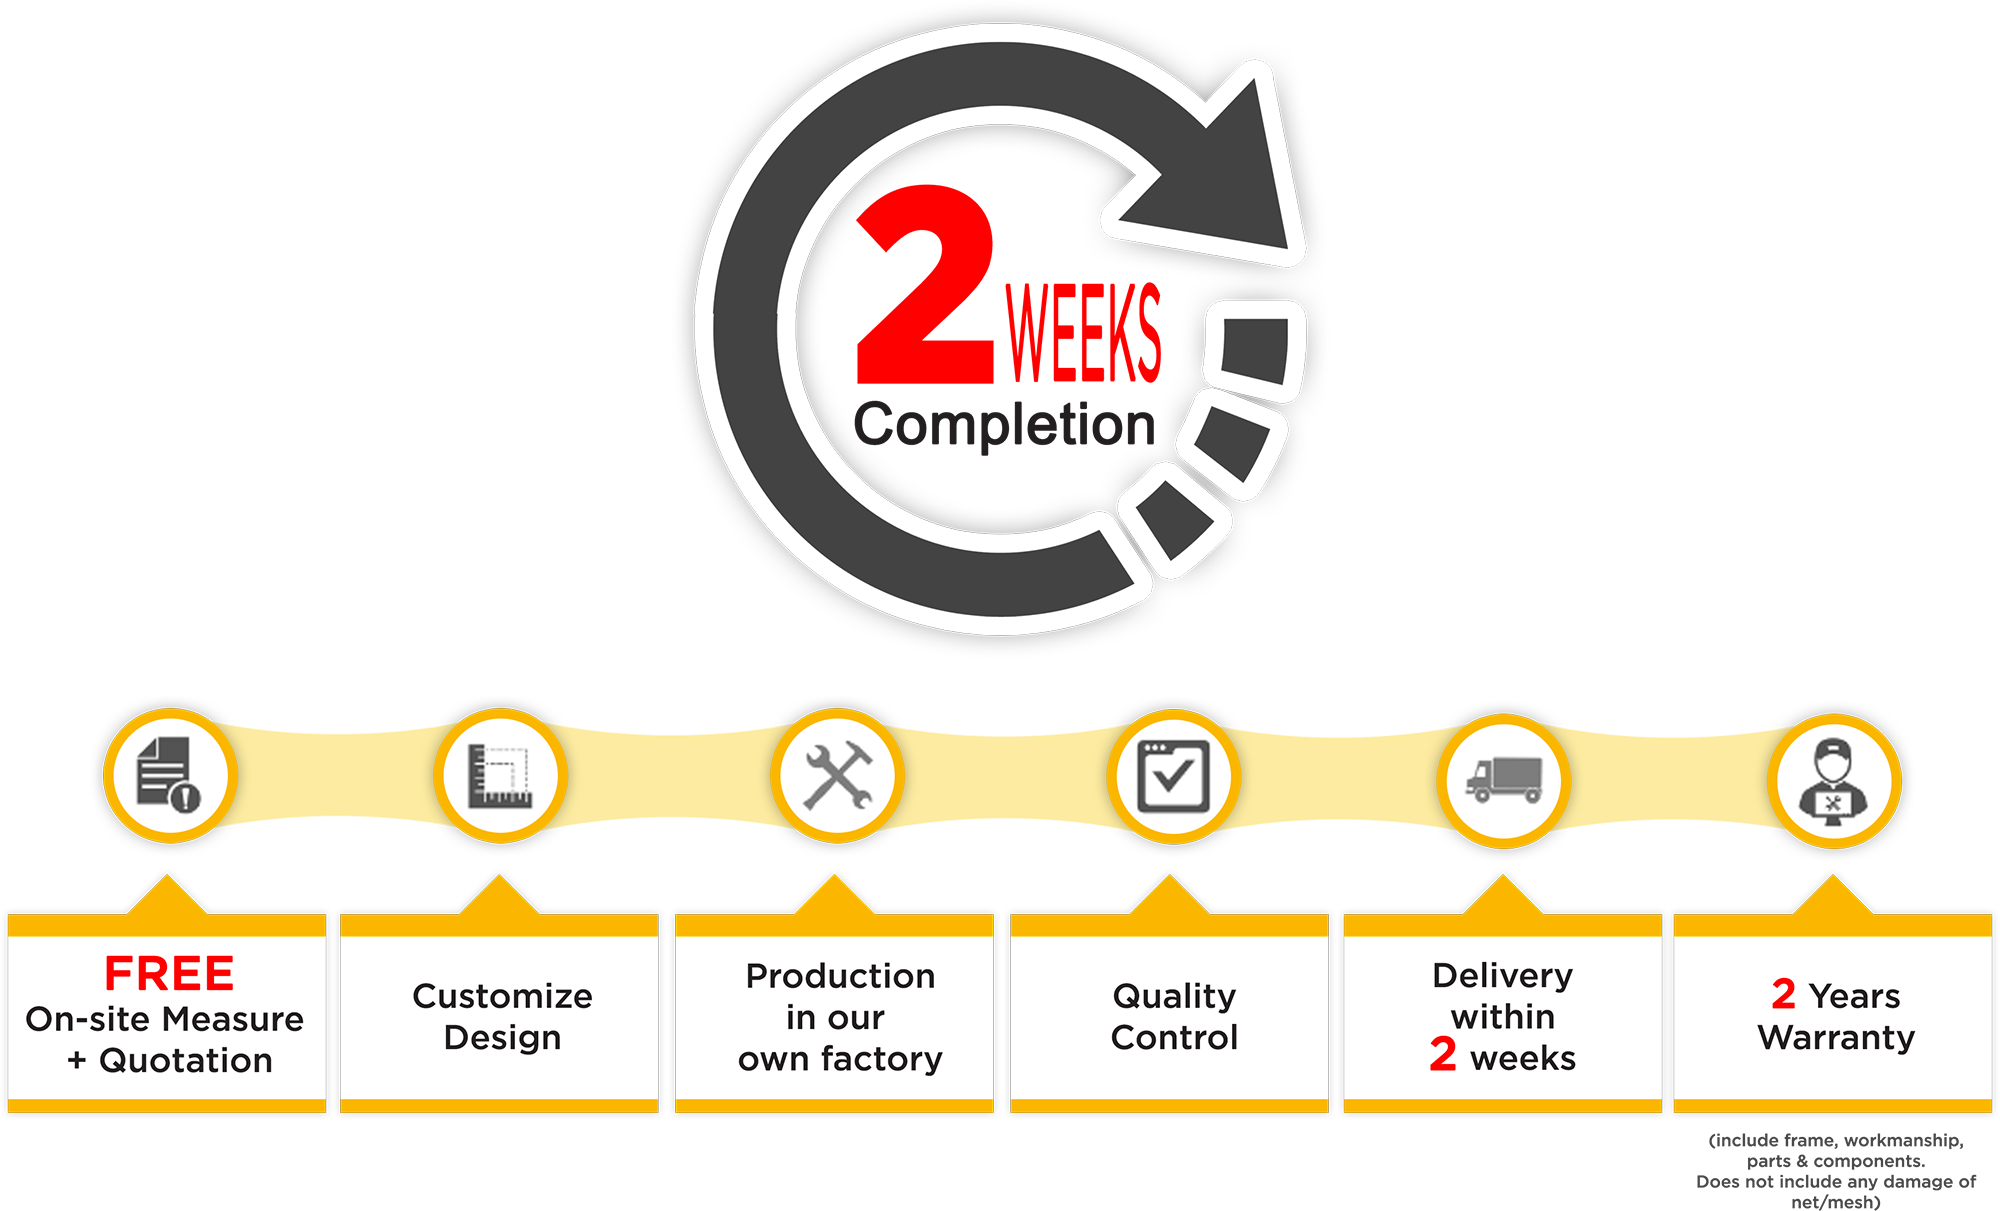 2 WEEKS
Completion
FREE
On-site Measure
+ Quotation
Customize
Design
Production
in our
own factory
Quality
Control
Delivery
within
2 weeks
2 Years
Warranty
(include frame, workmanship,
parts & components.
Does not include any damage of
net/mesh)